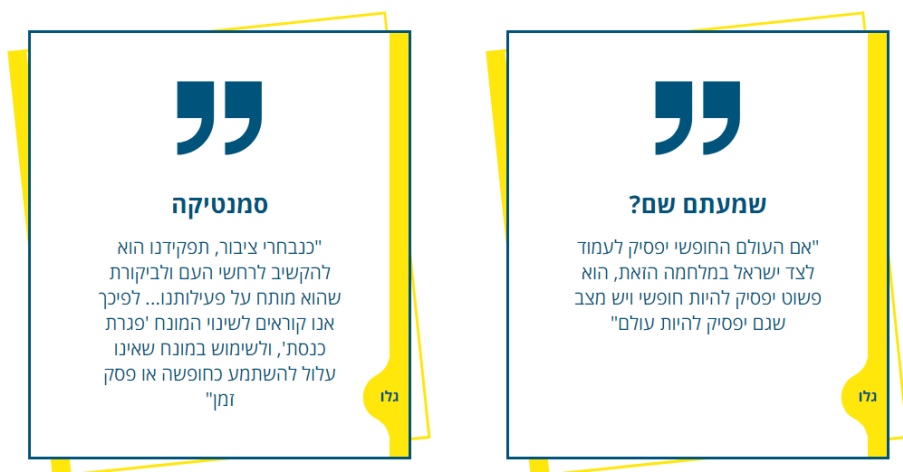 שמעתם שם?
"אם העולם החופשי יפסיק לעמוד
לצד ישראל במלחמה הזאת, הוא
פשוט יפסיק להיות חופשי ויש מצב
שגם יפסיק להיות עולם"
גלו
סמנטיקה
"כנבחרי ציבור, תפקידנו הוא
להקשיב לרחשי העם ולביקורת
שהוא מותח על פעילותנו... לפיכך
אנו קוראים לשינוי המונח 'פגרת
כנסת', ולשימוש במונח שאינו
עלול להשתמע כחופשה או פסק
זמן"
גלו